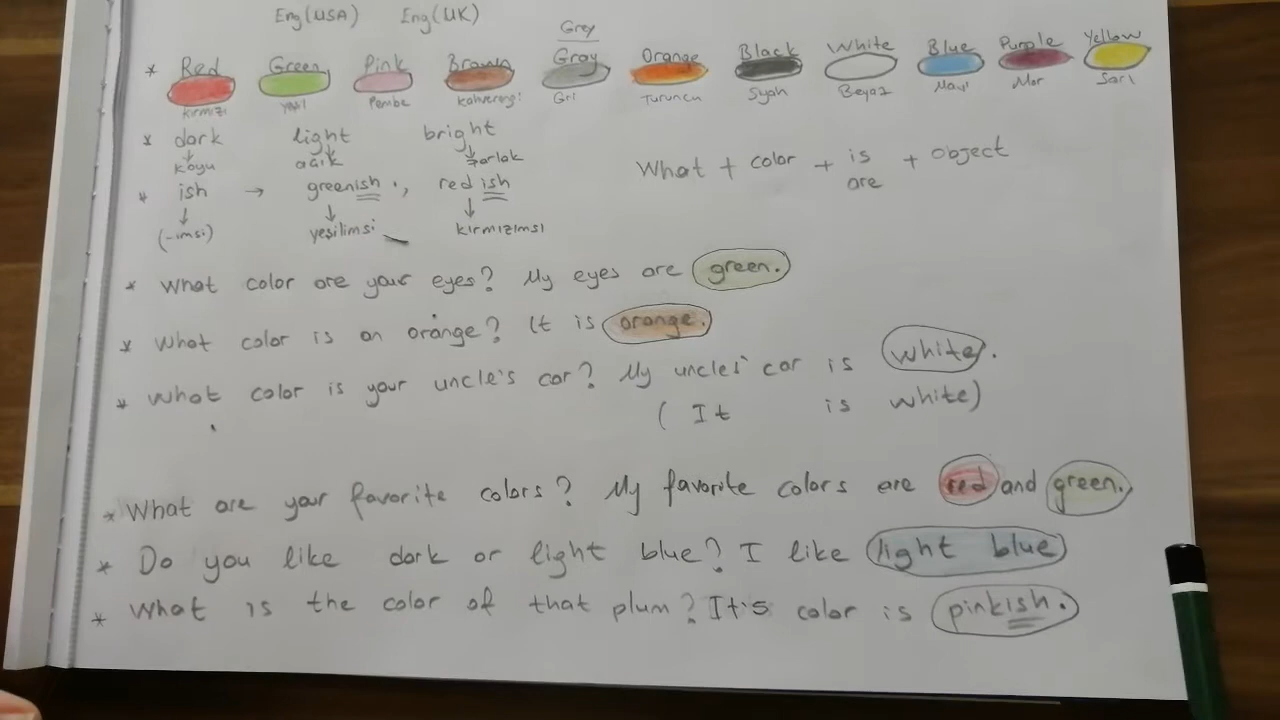 Eng(USA) Eng(UK)
Grey
* Red Green Pink Brown Gray Orange Black White Blue Purple Yellow
kırmızı yeşil Pembe kahverengi Gri Turuncu Siyah Beyaz Mavi Mor Sarı
* dark light bright
koyu açık parlak
What + color + is + object
are
* ish → greenish ., reddish
(-ımsı) yeşilimsi kırmızımsı
* What color are your eyes? My eyes are green.
* What color is an orange? It is orange.
* What color is your uncle's car? My uncles' car is white.
( It is white)
* What are your favorite colors? My favorite colors are red and green.
* Do you like dark or light blue? I like light blue
* What is the color of that plum? It's color is pinkish.